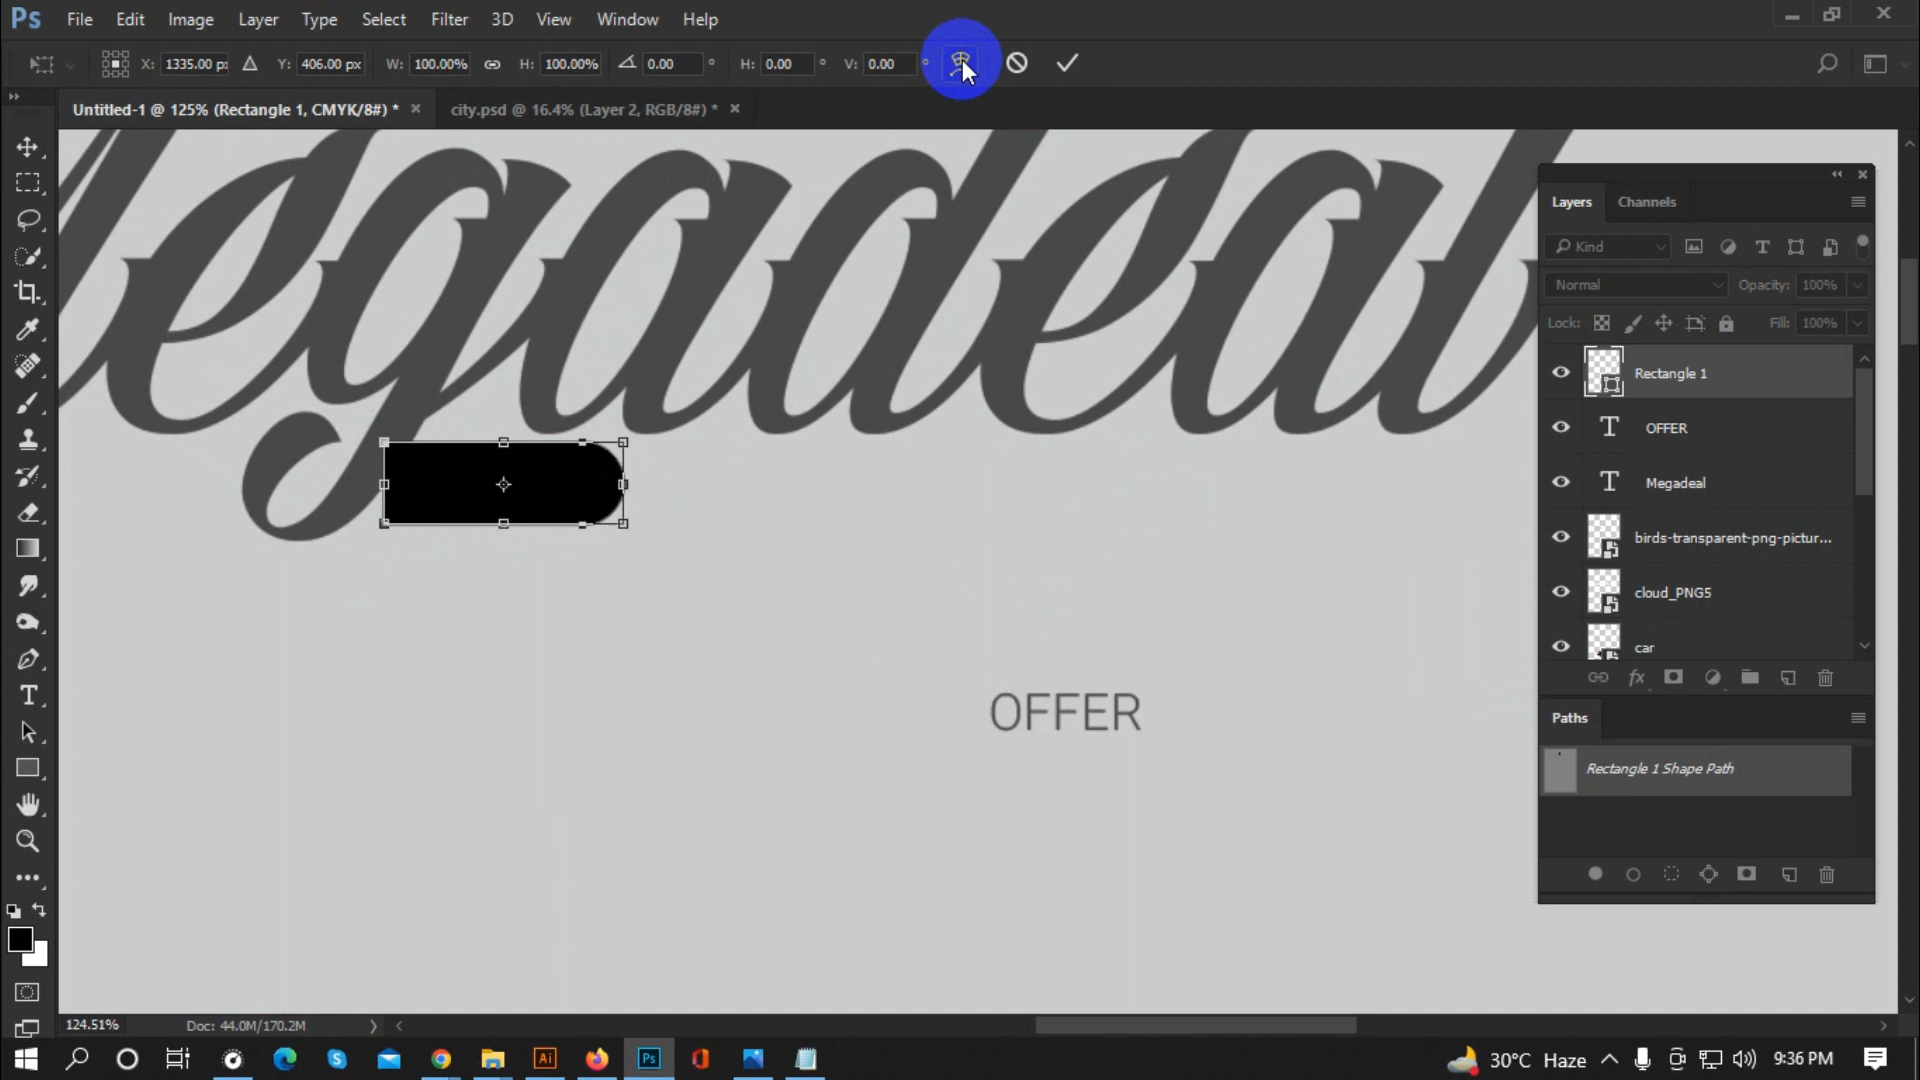 Ps File Edit Image Layer Type Select Filter 3D View Window Help
X: 1335.00 p Y: 406.00 px W: 100.00% H: 100.00% 0.00 ° H: 0.00 ° V: 0.00 °
Untitled-1 @ 125% (Rectangle 1, CMYK/8#) * × city.psd @ 16.4% (Layer 2, RGB/8#) * ×
Megadeal
OFFER
Layers Channels
Kind
Normal Opacity: 100%
Lock: Fill: 100%
Rectangle 1
T OFFER
T Megadeal
birds-transparent-png-pictur...
cloud_PNG5
car
fx
Paths
Rectangle 1 Shape Path
124.51% Doc: 44.0M/170.2M
Ai Ps 30°C Haze 9:36 PM